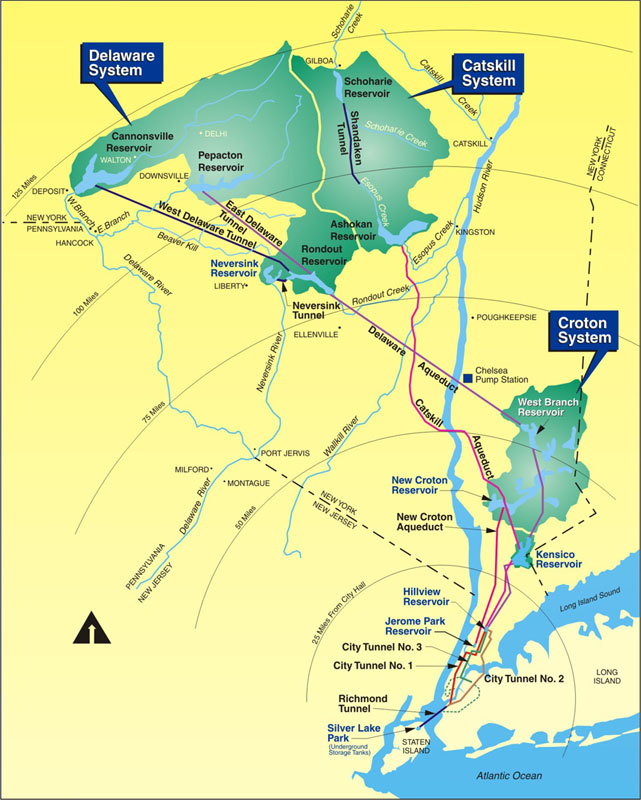 Schoharie
Creek
GILBOA
Delaware
System
Catskill
System
Catskill
Creek
Schoharie
Reservoir
Shandaken
Tunnel
Schoharie Creek
CATSKILL
Cannonsville
Reservoir
DELHI
WALTON
Pepacton
Reservoir
DOWNSVILLE
NEW YORK
CONNECTICUT
125 Miles
DEPOSIT
W Branch
E Branch
NEW YORK
PENNSYLVANIA
HANCOCK
East Delaware
Tunnel
West Delaware Tunnel
Esopus Creek
Ashokan
Reservoir
Esopus Creek
Hudson River
KINGSTON
Beaver Kill
Rondout
Reservoir
Neversink
Reservoir
LIBERTY
Neversink
Tunnel
Rondout Creek
Delaware River
100 Miles
ELLENVILLE
POUGHKEEPSIE
Croton
System
Delaware
Aqueduct
Chelsea
Pump Station
Neversink River
West Branch
Reservoir
75 Miles
Catskill
Aqueduct
Wallkill River
PORT JERVIS
MILFORD
MONTAGUE
New Croton
Reservoir
Delaware River
50 Miles
NEW YORK
NEW JERSEY
New Croton
Aqueduct
Kensico
Reservoir
PENNSYLVANIA
NEW JERSEY
25 Miles From City Hall
Hillview
Reservoir
Long Island Sound
Jerome Park
Reservoir
City Tunnel No. 3
City Tunnel No. 1
City Tunnel No. 2
LONG
ISLAND
Richmond
Tunnel
Silver Lake
Park
(Underground
Storage Tanks)
STATEN
ISLAND
Atlantic Ocean